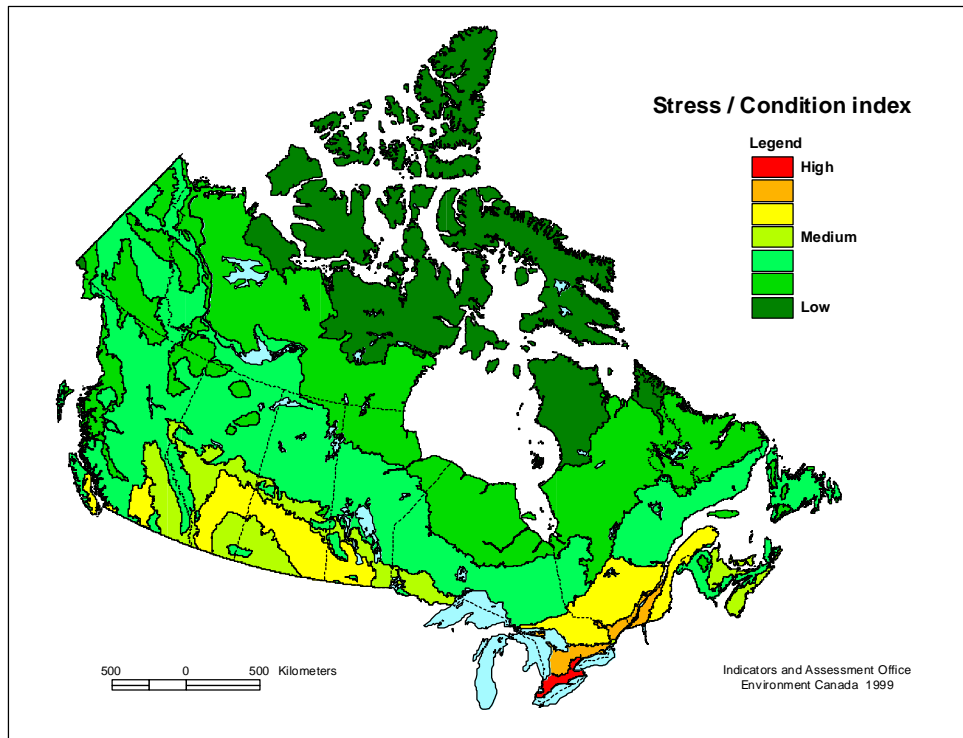 Stress / Condition index
Legend
High
Medium
Low
500 0 500 Kilometers
Indicators and Assessment Office
Environment Canada 1999